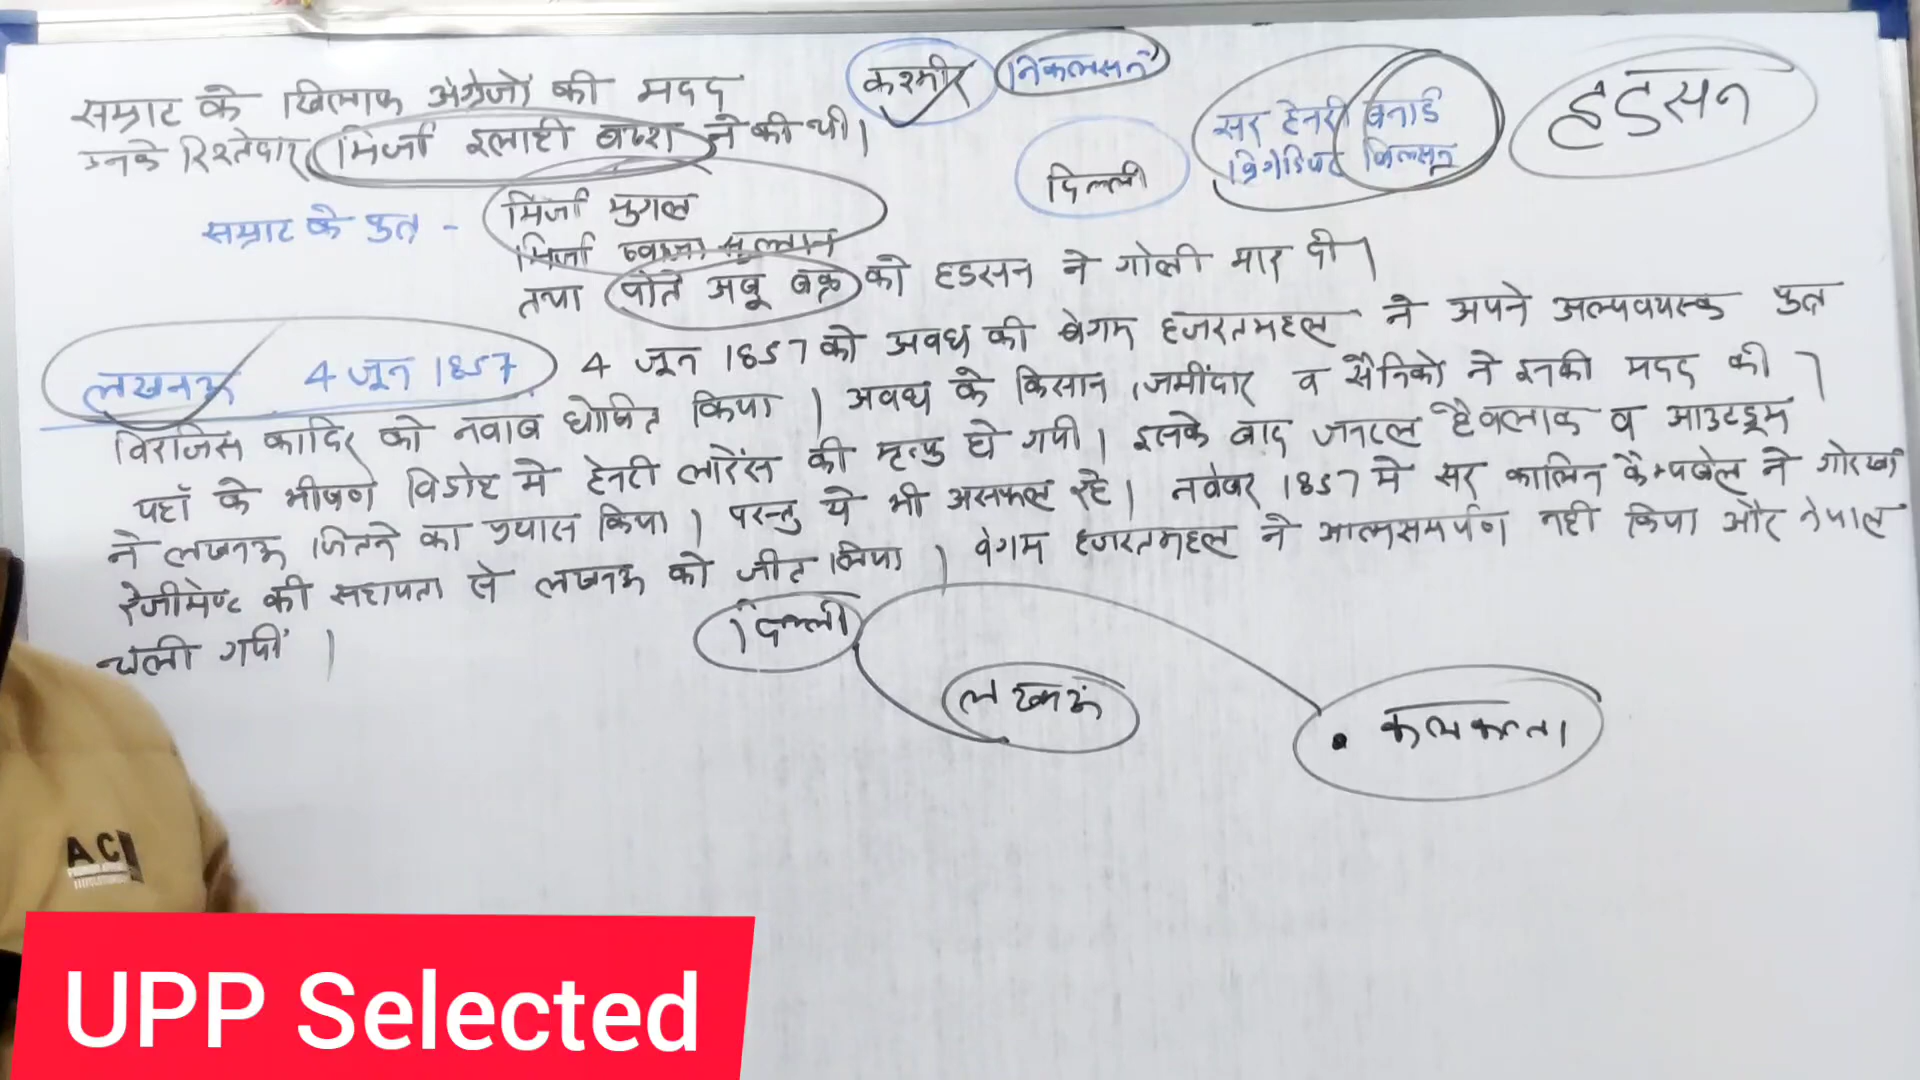 सम्राट के खिलाफ अंग्रेजों की मदद
उनके रिश्तेदार मिर्जा इलाही बख्श ने की थी।
कश्मीर
निकलसन
दिल्ली
सर हेनरी बनार्ड
ब्रिगेडियर विल्सन
हडसन
सम्राट के पुत्र - मिर्जा मुगल
मिर्जा ख्वाजा सुल्तान
तथा पोते अबू बक्र को हडसन ने गोली मार दी।
लखनऊ 4 जून 1857
4 जून 1857 को अवध की बेगम हजरतमहल ने अपने अल्पवयस्क पुत्र
विरजिस कादिर को नवाब घोषित किया। अवध के किसान, जमींदार व सैनिको ने इनकी मदद की।
यहाँ के भीषण विद्रोह मे हेनरी लारेंस की मृत्यु हो गयी। इसके बाद जनरल हैवलाक व आउट्रम
ने लखनऊ जितने का प्रयास किया। परन्तु ये भी असफल रहे। नवंबर 1857 मे सर कालिन कैम्पबेल ने गोरखा
रेजीमेण्ट की सहायता से लखनऊ को जीत लिया। वेगम हजरतमहल ने आत्मसमर्पण नही किया और नेपाल
चली गयीं।
दिल्ली
लखनऊ
कलकत्ता
AC
UPP Selected